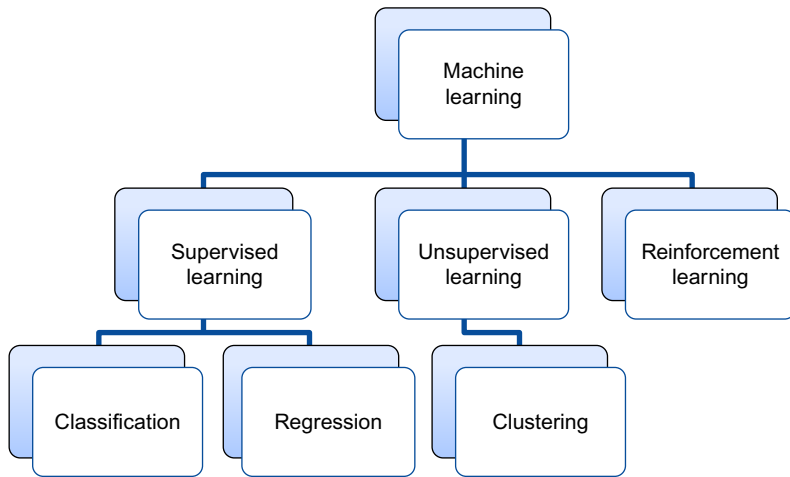 Machine
learning
Supervised
learning
Unsupervised
learning
Reinforcement
learning
Classification
Regression
Clustering